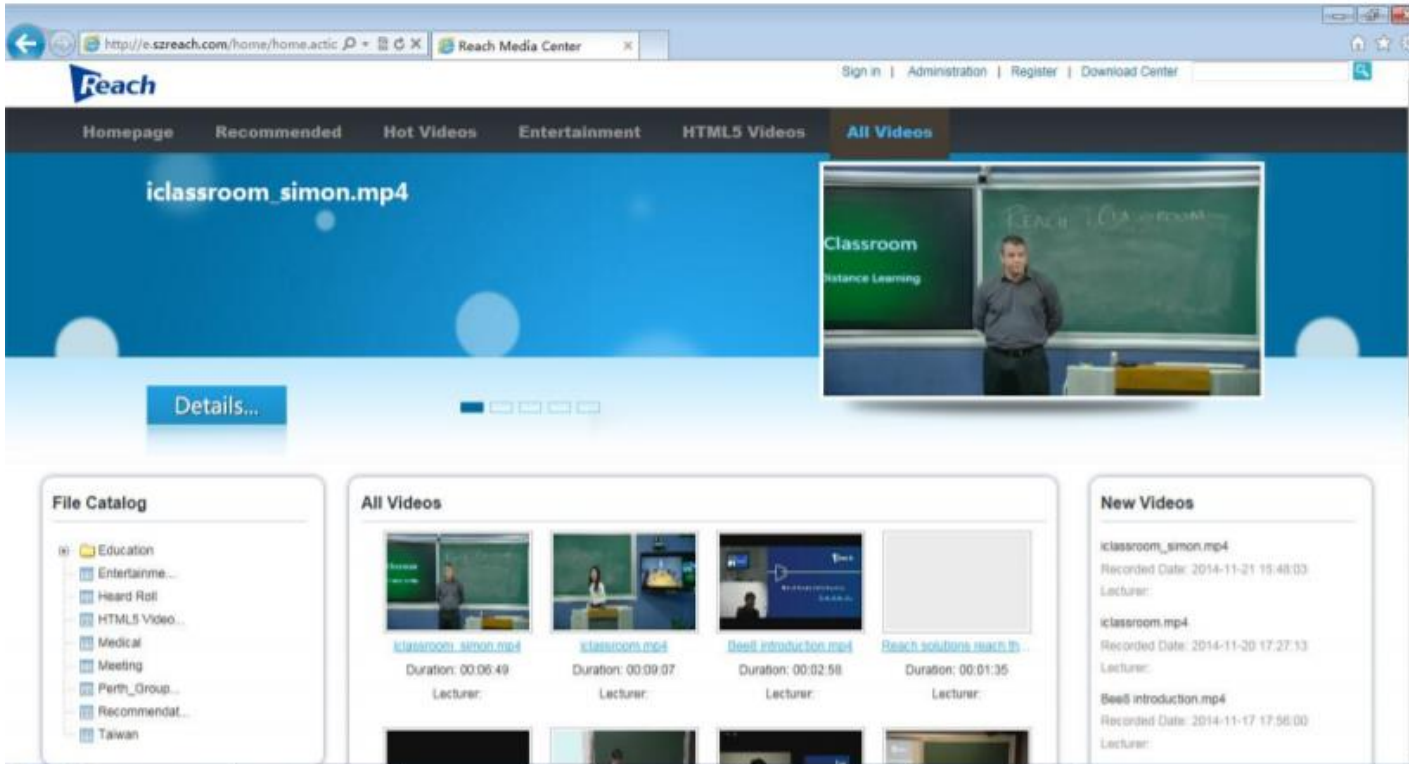 http://e.szreach.com/home/home.actic
Reach Media Center
Reach
Sign in | Administration | Register | Download Center
Homepage Recommended Hot Videos Entertainment HTML5 Videos All Videos
iclassroom_simon.mp4
Classroom
Distance Learning
REACH iClassroom
Details...
File Catalog
Education
Entertainme...
Heard Roll
HTML5 Video...
Medical
Meeting
Perth_Group...
Recommendat...
Taiwan
All Videos
iclassroom_simon.mp4
Duration: 00:06:49
Lecturer:
iclassroom.mp4
Duration: 00:09:07
Lecturer:
Reach
Bee8 introduction.mp4
Duration: 00:02:58
Lecturer:
Reach solutions reach th...
Duration: 00:01:35
Lecturer:
New Videos
iclassroom_simon.mp4
Recorded Date: 2014-11-21 15:48:03
Lecturer:
iclassroom.mp4
Recorded Date: 2014-11-20 17:27:13
Lecturer:
Bee8 introduction.mp4
Recorded Date: 2014-11-17 17:56:00
Lecturer: